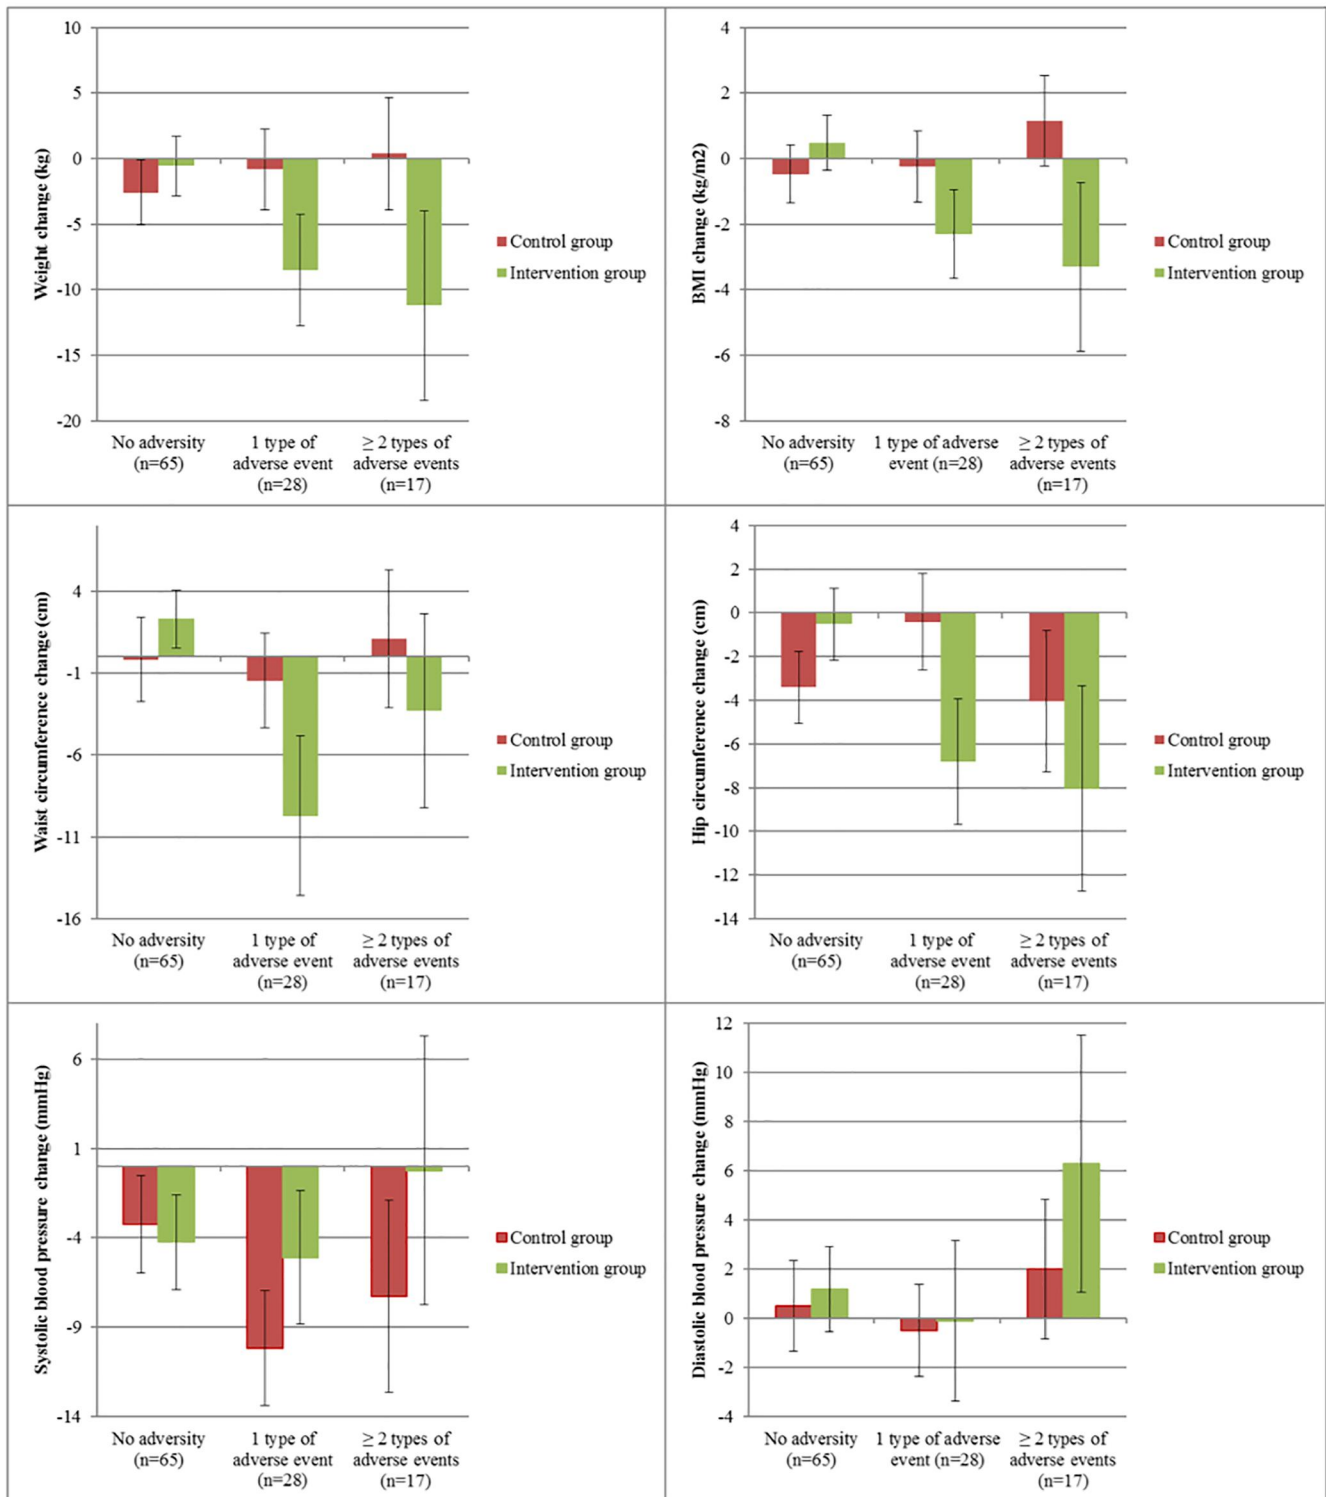 Weight change (kg)
10
5
0
-5
-10
-15
-20
No adversity
(n=65)
1 type of
adverse event
(n=28)
≥ 2 types of
adverse events
(n=17)
Control group
Intervention group
BMI change (kg/m2)
4
2
0
-2
-4
-6
-8
No adversity
(n=65)
1 type of adverse
event (n=28)
≥ 2 types of
adverse events
(n=17)
Control group
Intervention group
Waist circumference change (cm)
4
-1
-6
-11
-16
No adversity
(n=65)
1 type of
adverse event
(n=28)
≥ 2 types of
adverse events
(n=17)
Control group
Intervention group
Hip circumference change (cm)
4
2
0
-2
-4
-6
-8
-10
-12
-14
No adversity
(n=65)
1 type of
adverse event
(n=28)
≥ 2 types of
adverse events
(n=17)
Control group
Intervention group
Systolic blood pressure change (mmHg)
6
1
-4
-9
-14
No adversity
(n=65)
1 type of
adverse event
(n=28)
≥ 2 types of
adverse events
(n=17)
Control group
Intervention group
Diastolic blood pressure change (mmHg)
12
10
8
6
4
2
0
-2
-4
No adversity
(n=65)
1 type of adverse
event (n=28)
≥ 2 types of
adverse events
(n=17)
Control group
Intervention group